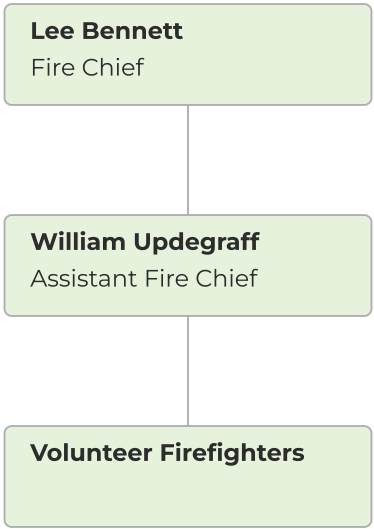 Lee Bennett
Fire Chief
William Updegraff
Assistant Fire Chief
Volunteer Firefighters